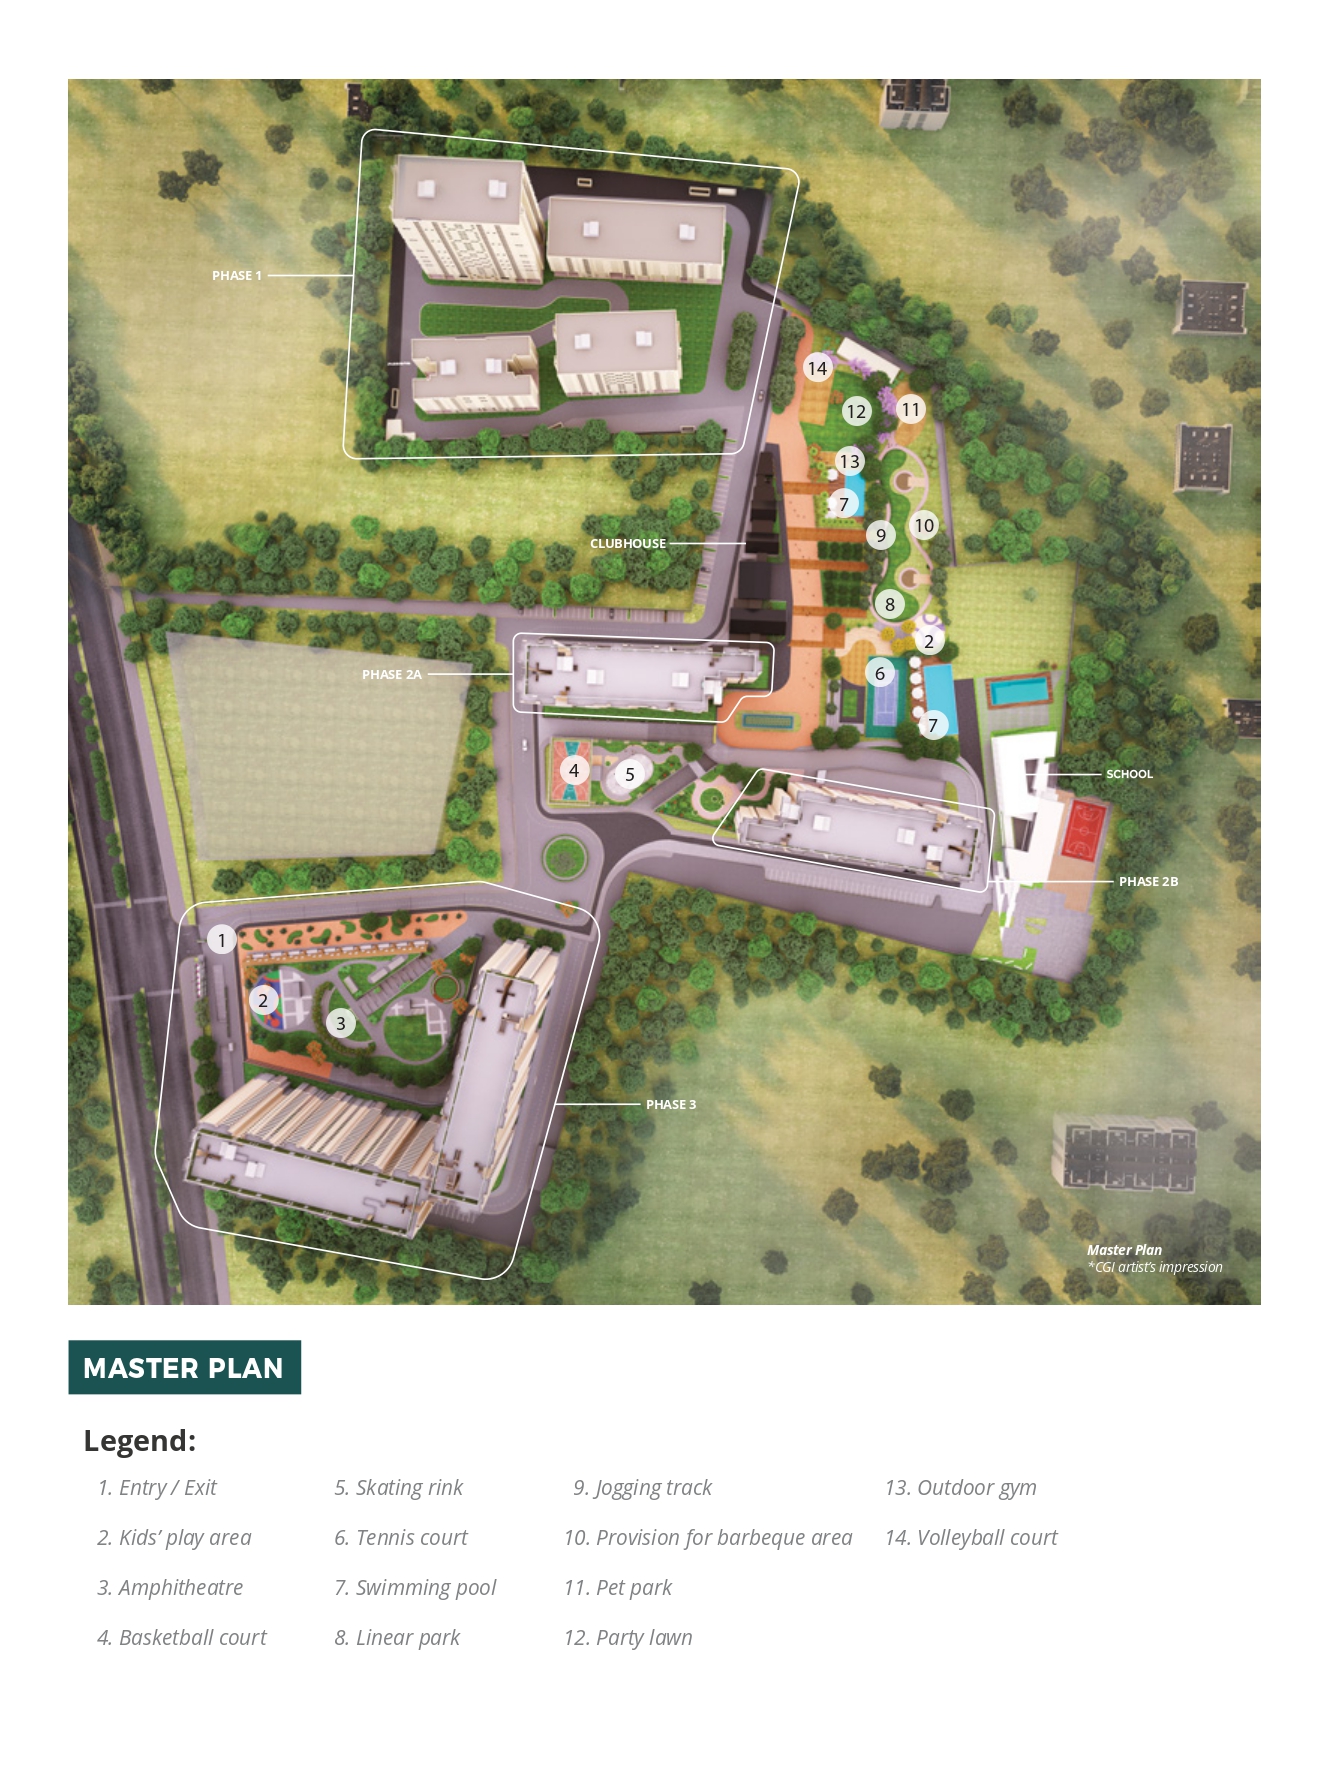 PHASE 1
14
12
11
13
7
10
9
CLUBHOUSE
8
2
PHASE 2A
6
7
4
5
SCHOOL
PHASE 2B
1
2
3
PHASE 3
Master Plan
*CGI artist's impression
MASTER PLAN
Legend:
1. Entry / Exit
2. Kids' play area
3. Amphitheatre
4. Basketball court
5. Skating rink
6. Tennis court
7. Swimming pool
8. Linear park
9. Jogging track
10. Provision for barbeque area
11. Pet park
12. Party lawn
13. Outdoor gym
14. Volleyball court